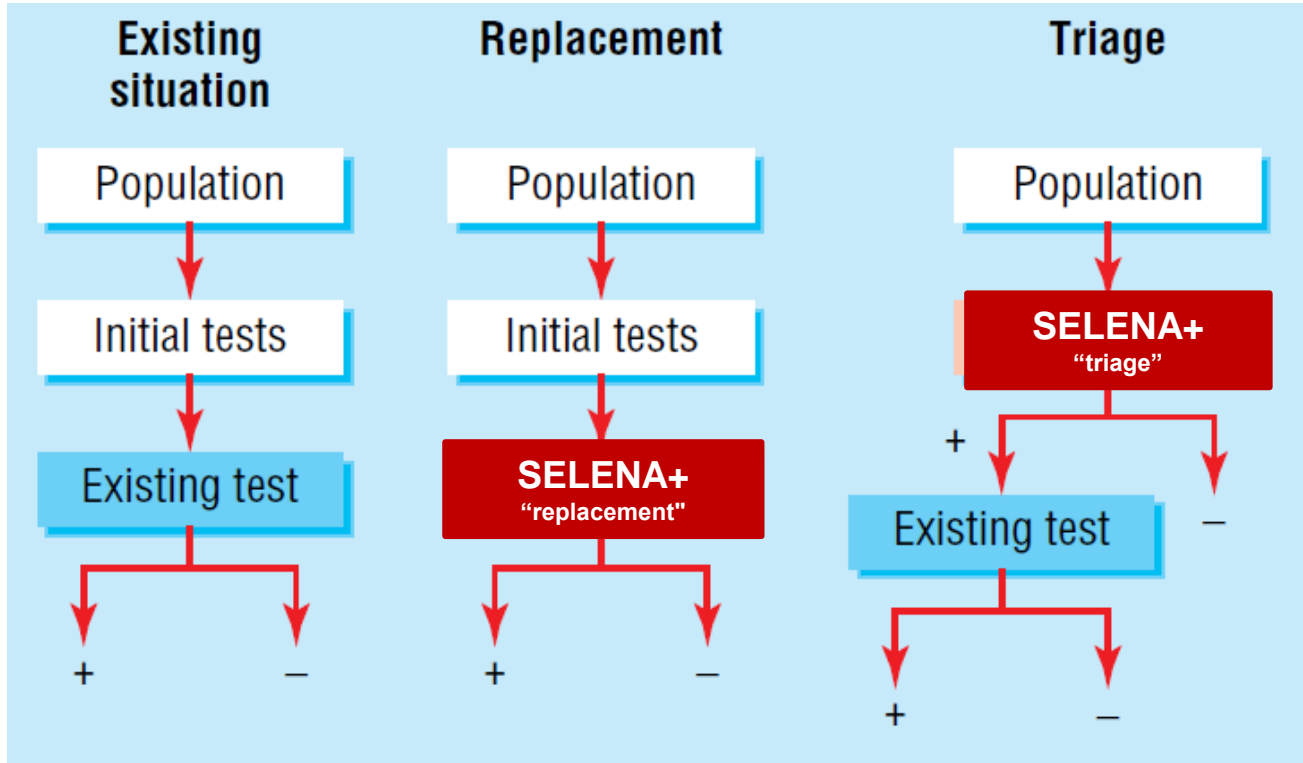 Existing
situation
Population
Initial tests
Existing test
+
–
Replacement
Population
Initial tests
SELENA+
“replacement"
+
–
Triage
Population
SELENA+
“triage”
+
–
Existing test
+
–